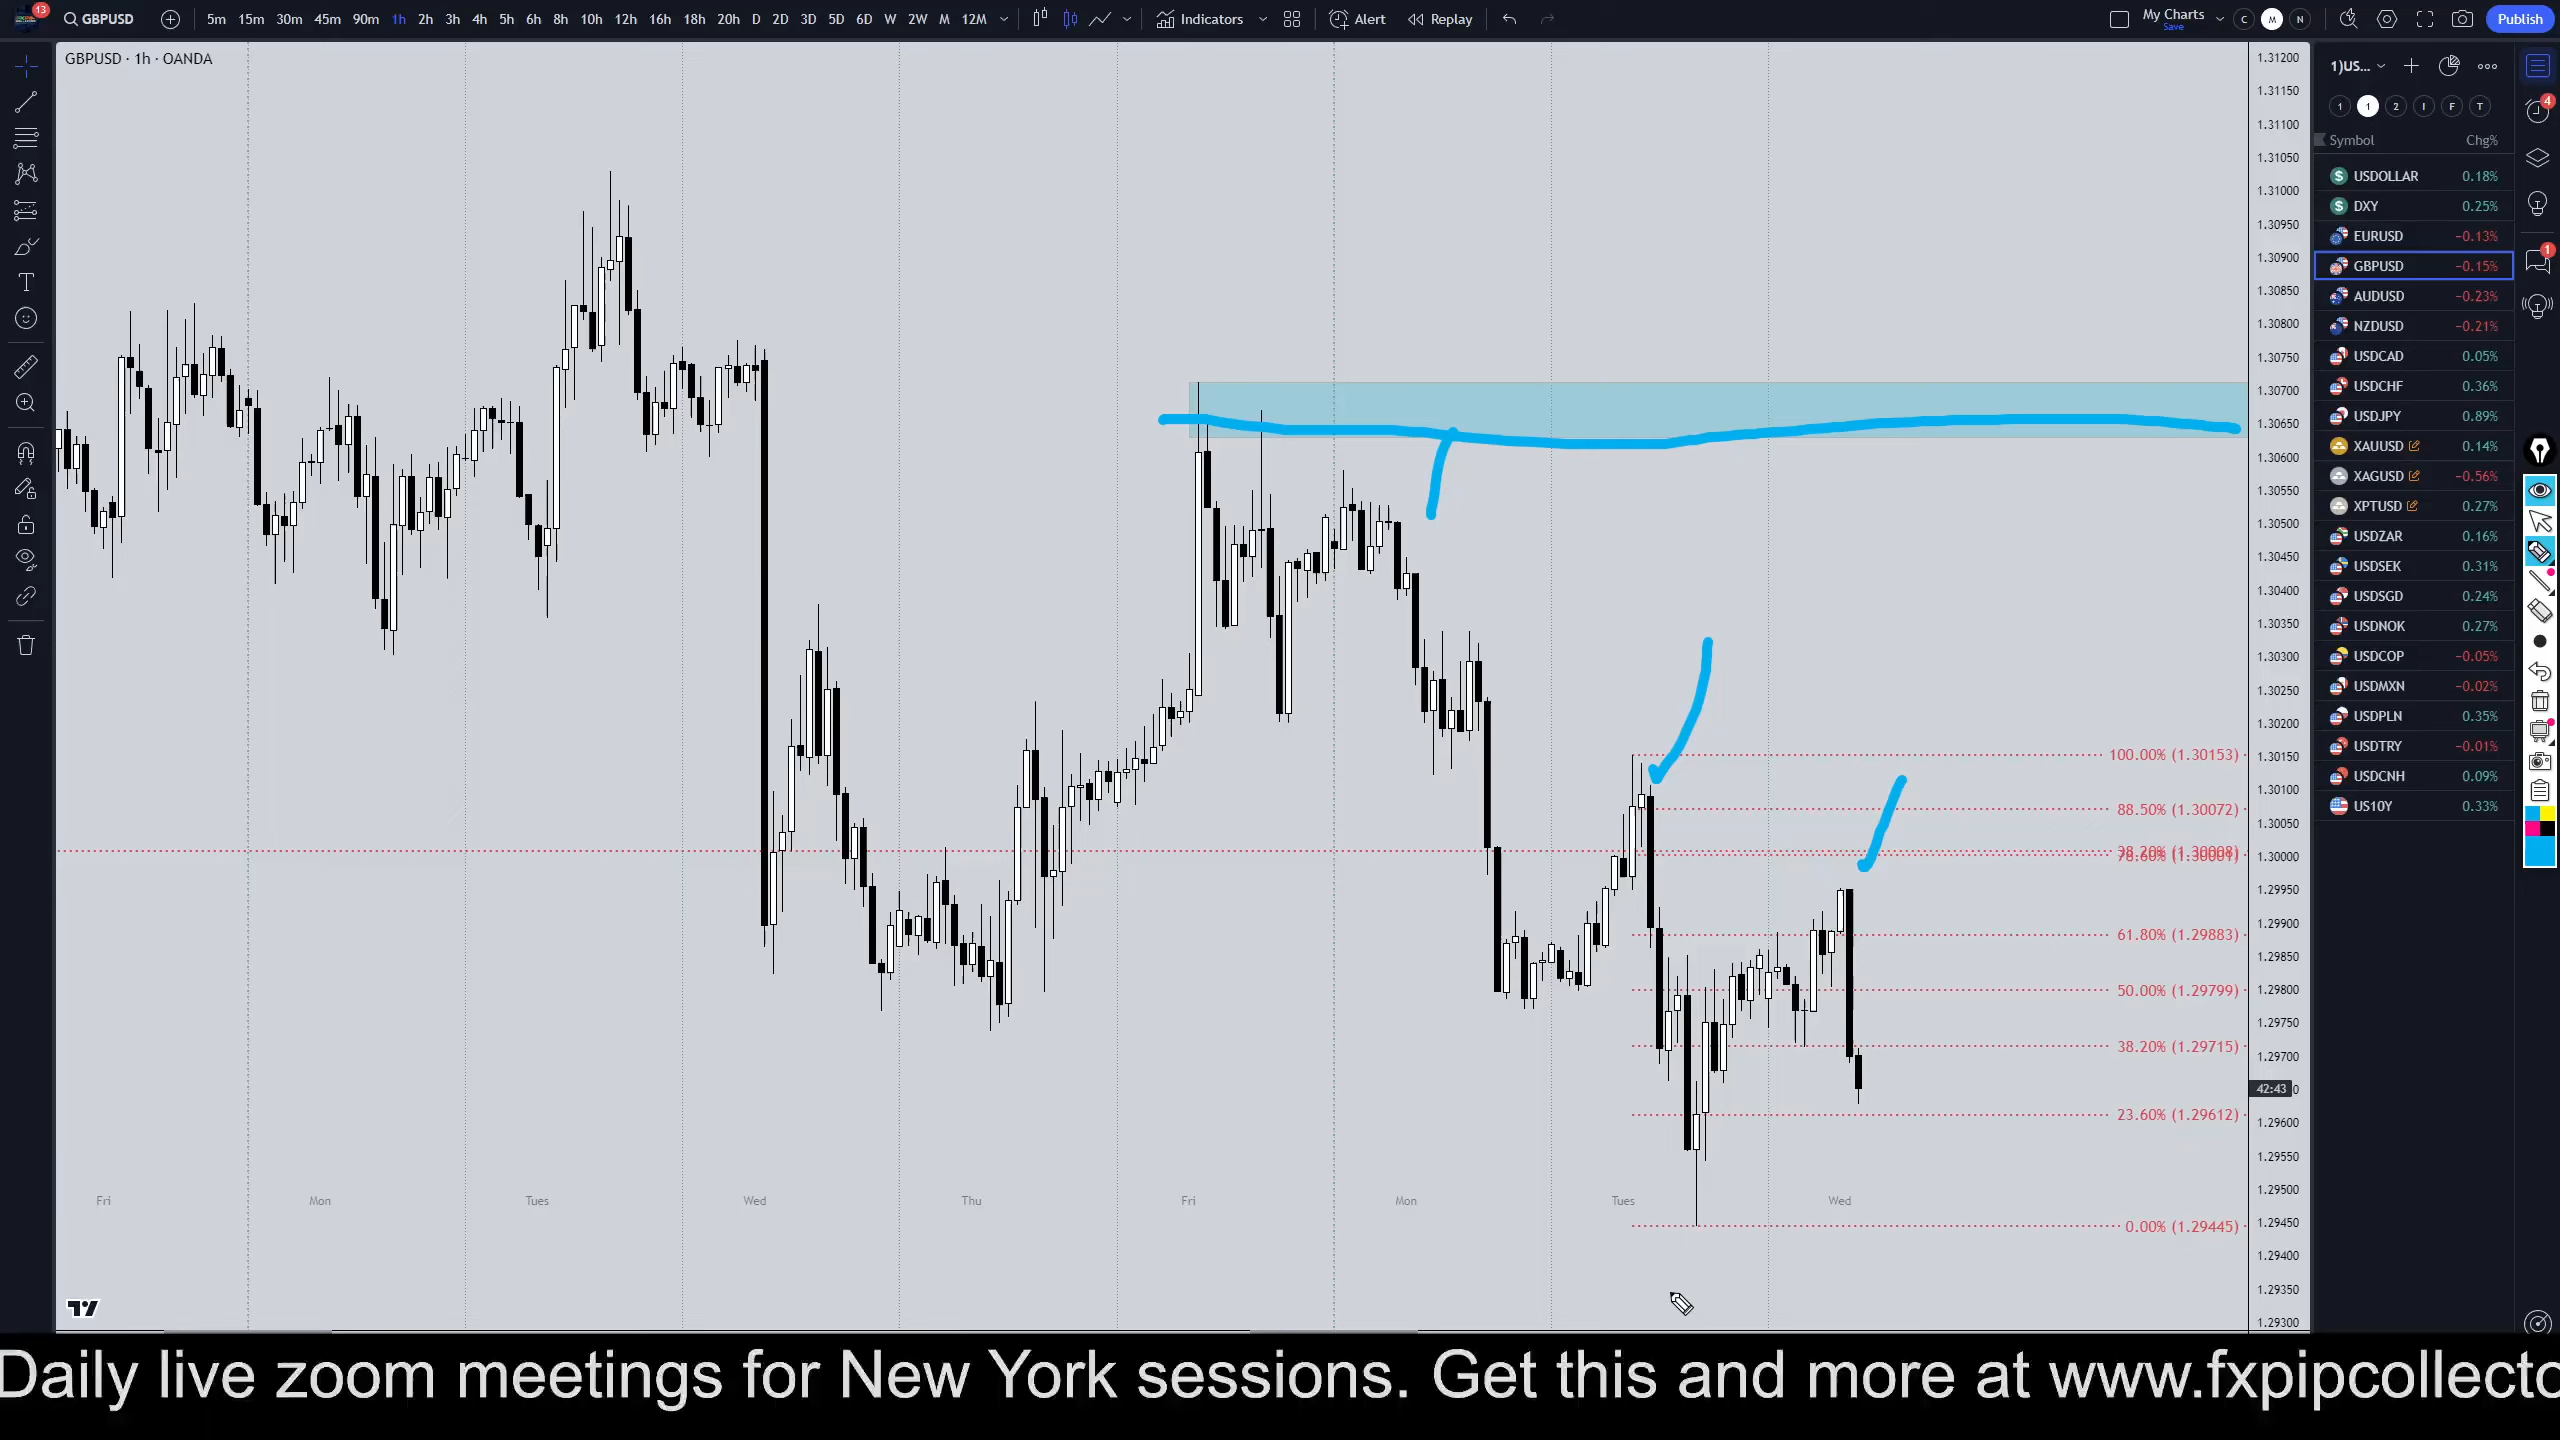 13
GBPUSD
5m 15m 30m 45m 90m 1h 2h 3h 4h 5h 6h 8h 10h 12h 16h 18h 20h D 2D 3D 5D 6D W 2W M 12M
Indicators
Alert
Replay
My Charts
Save
C M N
Publish
GBPUSD · 1h · OANDA
1.31200
1.31150
1.31100
1.31050
1.31000
1.30950
1.30900
1.30850
1.30800
1.30750
1.30700
1.30650
1.30600
1.30550
1.30500
1.30450
1.30400
1.30350
1.30300
1.30250
1.30200
1.30150
1.30100
1.30050
1.30000
1.29950
1.29900
1.29850
1.29800
1.29750
1.29700
42:43
1.29600
1.29550
1.29500
1.29450
1.29400
1.29350
1.29300
100.00% (1.30153)
88.50% (1.30072)
61.80% (1.29883)
50.00% (1.29799)
38.20% (1.29715)
23.60% (1.29612)
0.00% (1.29445)
Fri Mon Tues Wed Thu Fri Mon Tues Wed
1)US...
1 1 2 I F T
4
1
Symbol Chg%
USDOLLAR 0.18%
DXY 0.25%
EURUSD −0.13%
GBPUSD −0.15%
AUDUSD −0.23%
NZDUSD −0.21%
USDCAD 0.05%
USDCHF 0.36%
USDJPY 0.89%
XAUUSD 0.14%
XAGUSD −0.56%
XPTUSD 0.27%
USDZAR 0.16%
USDSEK 0.31%
USDSGD 0.24%
USDNOK 0.27%
USDCOP −0.05%
USDMXN −0.02%
USDPLN 0.35%
USDTRY −0.01%
USDCNH 0.09%
US10Y 0.33%
Daily live zoom meetings for New York sessions. Get this and more at www.fxpipcollecto